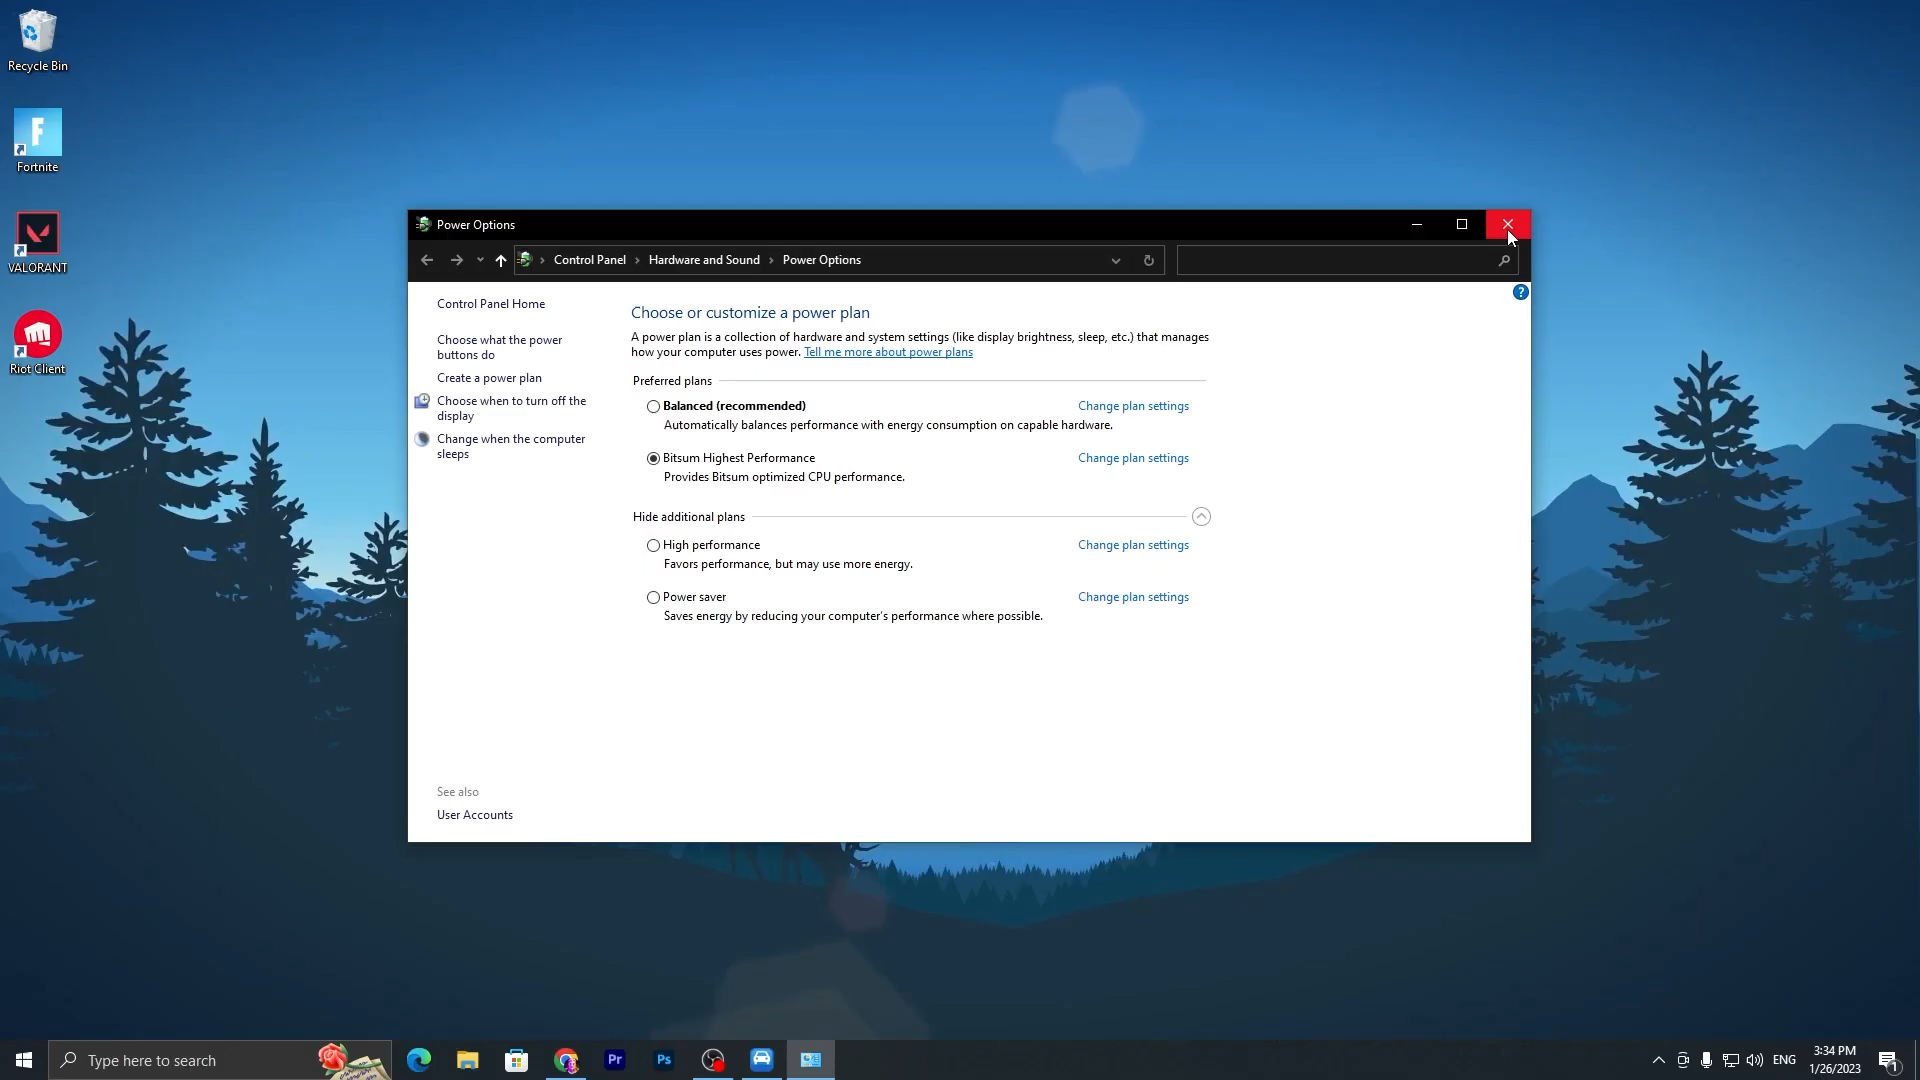 Recycle Bin
Fortnite
VALORANT
Riot Client
Power Options
Control Panel
Hardware and Sound
Power Options
Control Panel Home
Choose what the power
buttons do
Create a power plan
Choose when to turn off the
display
Change when the computer
sleeps
See also
User Accounts
Choose or customize a power plan
A power plan is a collection of hardware and system settings (like display brightness, sleep, etc.) that manages
how your computer uses power. Tell me more about power plans
Preferred plans
Balanced (recommended) Change plan settings
Automatically balances performance with energy consumption on capable hardware.
Bitsum Highest Performance Change plan settings
Provides Bitsum optimized CPU performance.
Hide additional plans
High performance Change plan settings
Favors performance, but may use more energy.
Power saver Change plan settings
Saves energy by reducing your computer's performance where possible.
?
Type here to search
Pr
Ps
ENG
3:34 PM
1/26/2023
1